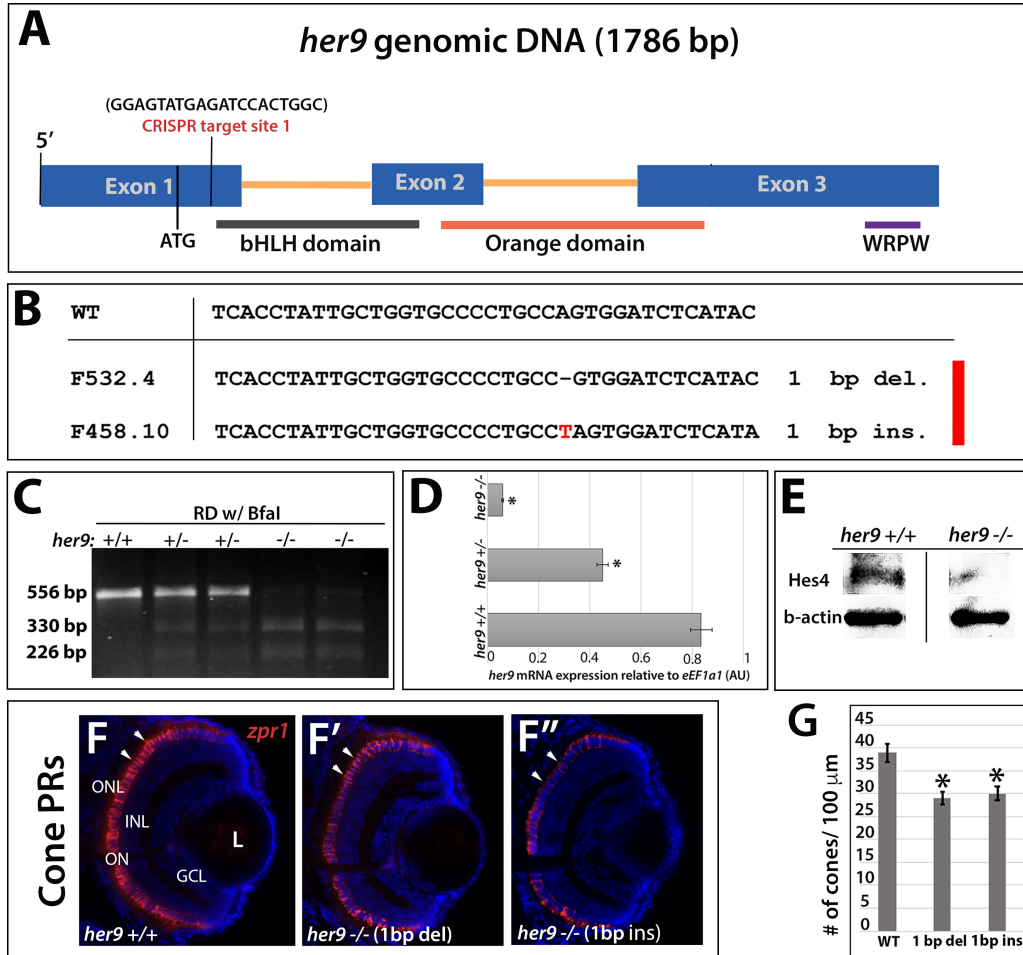 A
her9 genomic DNA (1786 bp)
(GGAGTATGAGATCCACTGGC)
CRISPR target site 1
5’
Exon 1
Exon 2
Exon 3
ATG
bHLH domain
Orange domain
WRPW
B
WT TCACCTATTGCTGGTGCCCCTGCCAGTGGATCTCATAC
F532.4 TCACCTATTGCTGGTGCCCCTGCC-GTGGATCTCATAC 1 bp del.
F458.10 TCACCTATTGCTGGTGCCCCTGCCTAGTGGATCTCATA 1 bp ins.
C
RD w/ BfaI
her9: +/+ +/- +/- -/- -/-
556 bp
330 bp
226 bp
D
her9 -/-
*
her9 +/-
*
her9 +/+
0 0.2 0.4 0.6 0.8 1
her9 mRNA expression relative to eEF1a1 (AU)
E
her9 +/+ her9 -/-
Hes4
b-actin
Cone PRs
F
zpr1
ONL
INL
L
ON
GCL
her9 +/+
F’
her9 -/- (1bp del)
F”
her9 -/- (1bp ins)
G
# of cones/ 100 µm
45
40
35
30
25
20
15
10
5
0
* *
WT 1 bp del 1bp ins